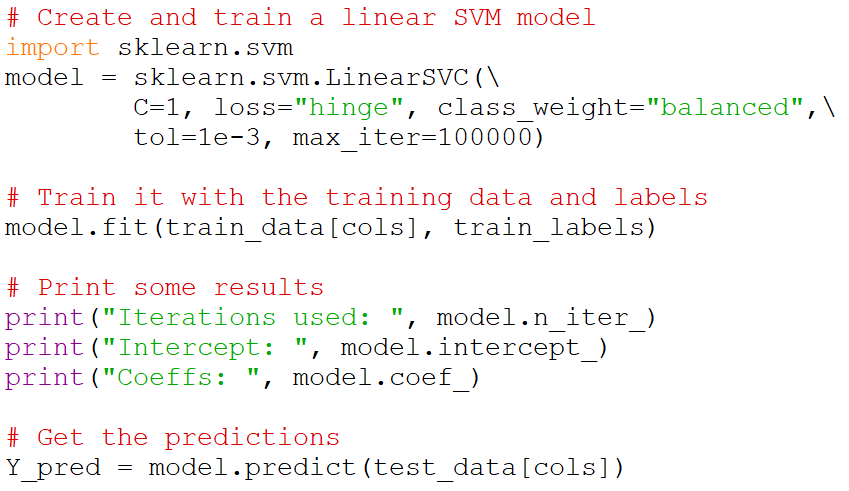 # Create and train a linear SVM model
import sklearn.svm
model = sklearn.svm.LinearSVC(\
        C=1, loss="hinge", class_weight="balanced",\
        tol=1e-3, max_iter=100000)

# Train it with the training data and labels
model.fit(train_data[cols], train_labels)

# Print some results
print("Iterations used: ", model.n_iter_)
print("Intercept: ", model.intercept_)
print("Coeffs: ", model.coef_)

# Get the predictions
Y_pred = model.predict(test_data[cols])